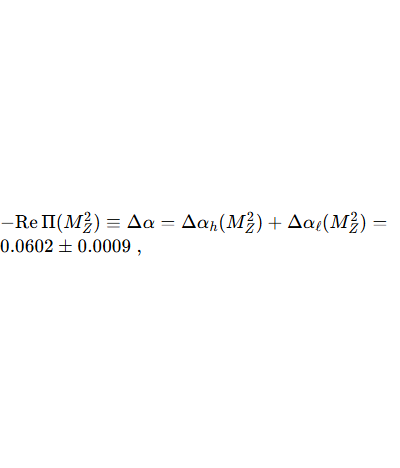 −Re Π(M_Z^2) ≡ Δα = Δα_h(M_Z^2) + Δα_ℓ(M_Z^2) =
0.0602 ± 0.0009 ,